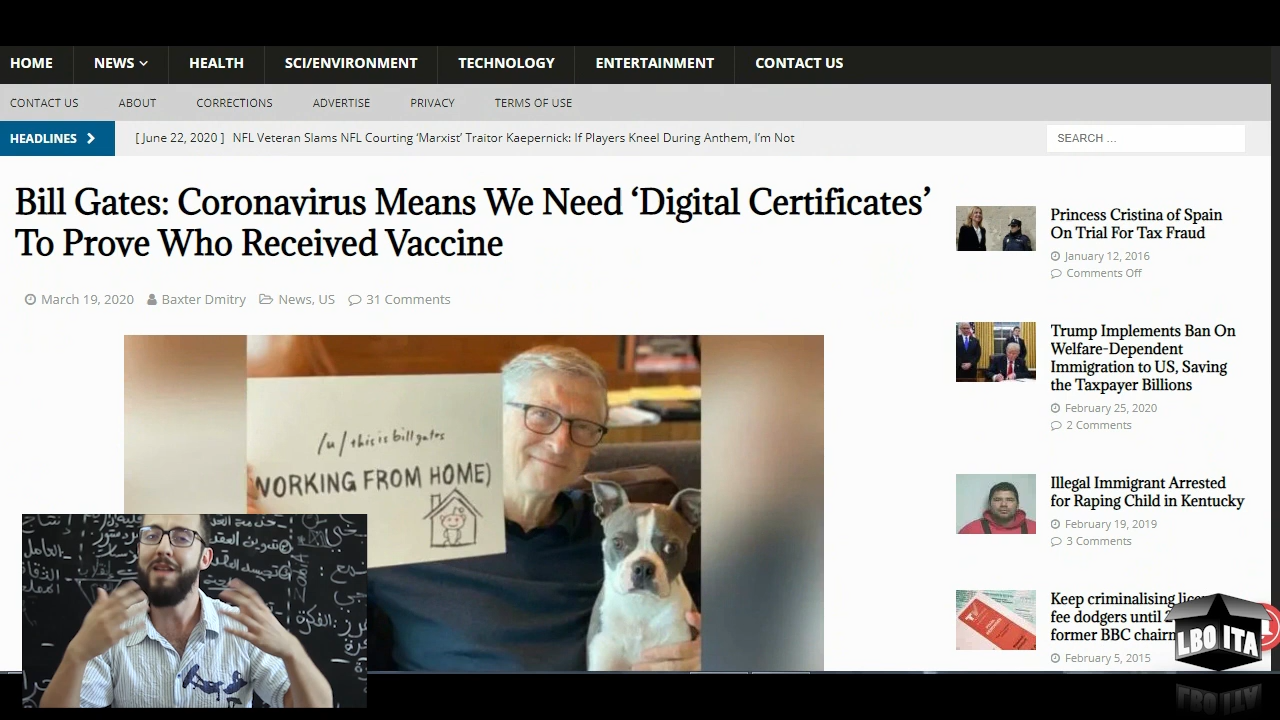 HOME NEWS HEALTH SCI/ENVIRONMENT TECHNOLOGY ENTERTAINMENT CONTACT US
CONTACT US ABOUT CORRECTIONS ADVERTISE PRIVACY TERMS OF USE
HEADLINES [ June 22, 2020 ] NFL Veteran Slams NFL Courting ‘Marxist’ Traitor Kaepernick: If Players Kneel During Anthem, I’m Not SEARCH …
Bill Gates: Coronavirus Means We Need ‘Digital Certificates’
To Prove Who Received Vaccine
March 19, 2020 Baxter Dmitry News, US 31 Comments
/u/thisisbillgates
WORKING FROM HOME)
Princess Cristina of Spain
On Trial For Tax Fraud
January 12, 2016
Comments Off
Trump Implements Ban On
Welfare-Dependent
Immigration to US, Saving
the Taxpayer Billions
February 25, 2020
2 Comments
Illegal Immigrant Arrested
for Raping Child in Kentucky
February 19, 2019
3 Comments
Keep criminalising
fee dodgers until
former BBC
February 5, 2015
LBO ITA